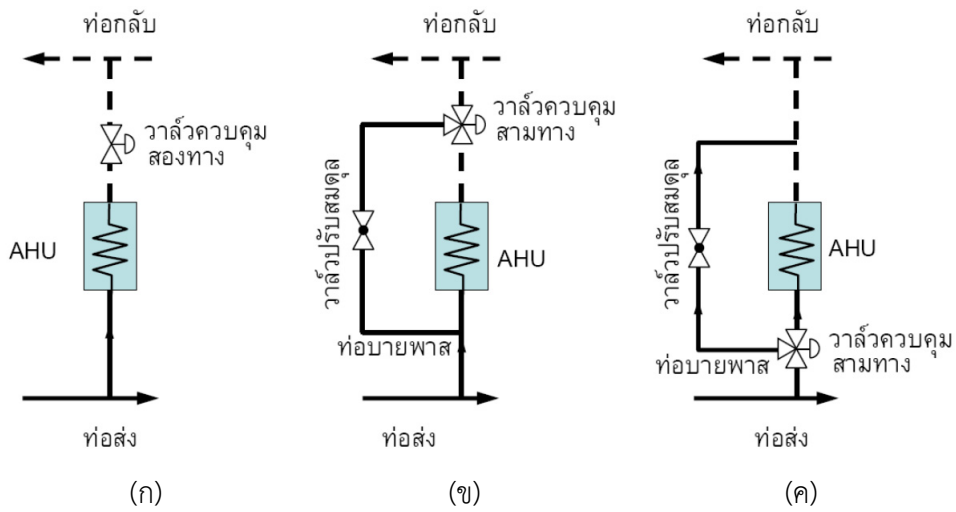 ท่อกลับ
วาล์วควบคุม
สองทาง
AHU
ท่อส่ง
(ก)
ท่อกลับ
วาล์วควบคุม
สามทาง
วาล์วปรับสมดุล
AHU
ท่อบายพาส
ท่อส่ง
(ข)
ท่อกลับ
วาล์วปรับสมดุล
AHU
วาล์วควบคุม
สามทาง
ท่อบายพาส
ท่อส่ง
(ค)